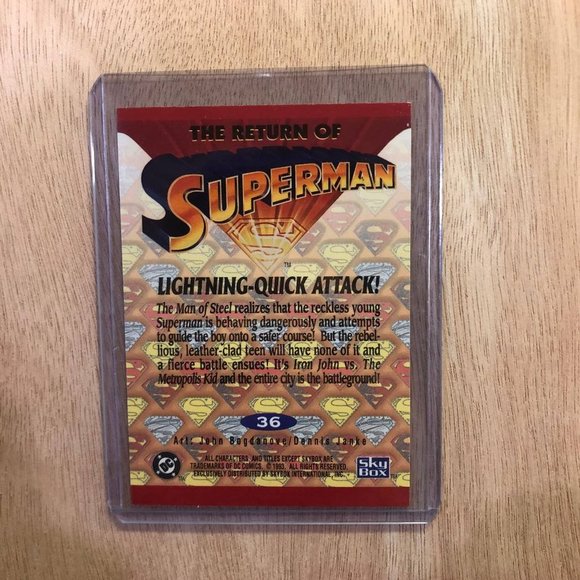 THE RETURN OF
SUPERMAN
TM
LIGHTNING-QUICK ATTACK!
The Man of Steel realizes that the reckless young
Superman is behaving dangerously and attempts
to guide the boy onto a safer course! But the rebel-
lious, leather-clad teen will have none of it and
a fierce battle ensues! It's Iron John vs. The
Metropolis Kid and the entire city is the battleground!
36
Art: John Bogdanove/Dennis Janke
DC
ALL CHARACTERS, AND TITLES EXCEPT SKYBOX ARE
TRADEMARKS OF DC COMICS. © 1993. ALL RIGHTS RESERVED.
EXCLUSIVELY DISTRIBUTED BY SKYBOX INTERNATIONAL, INC.
SKY
BOX